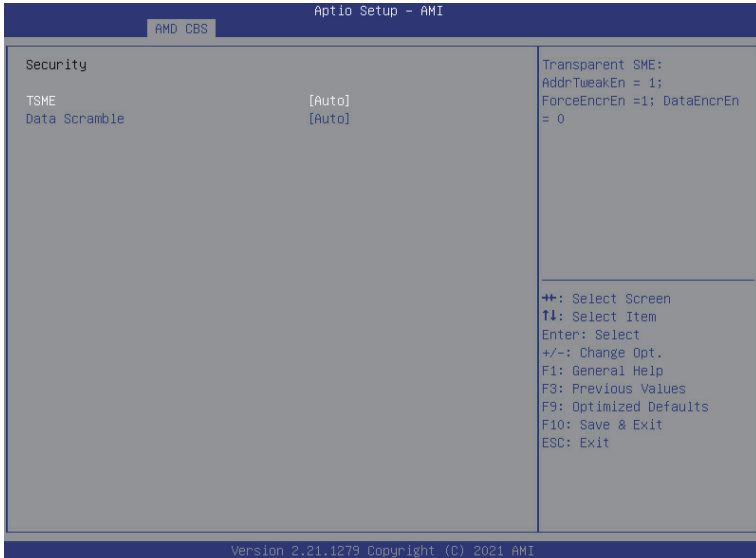 Aptio Setup – AMI
AMD CBS
Security
TSME [Auto]
Data Scramble [Auto]
Transparent SME:
AddrTweakEn = 1;
ForceEncrEn =1; DataEncrEn
= 0
→←: Select Screen
↑↓: Select Item
Enter: Select
+/-: Change Opt.
F1: General Help
F3: Previous Values
F9: Optimized Defaults
F10: Save & Exit
ESC: Exit
Version 2.21.1279 Copyright (C) 2021 AMI